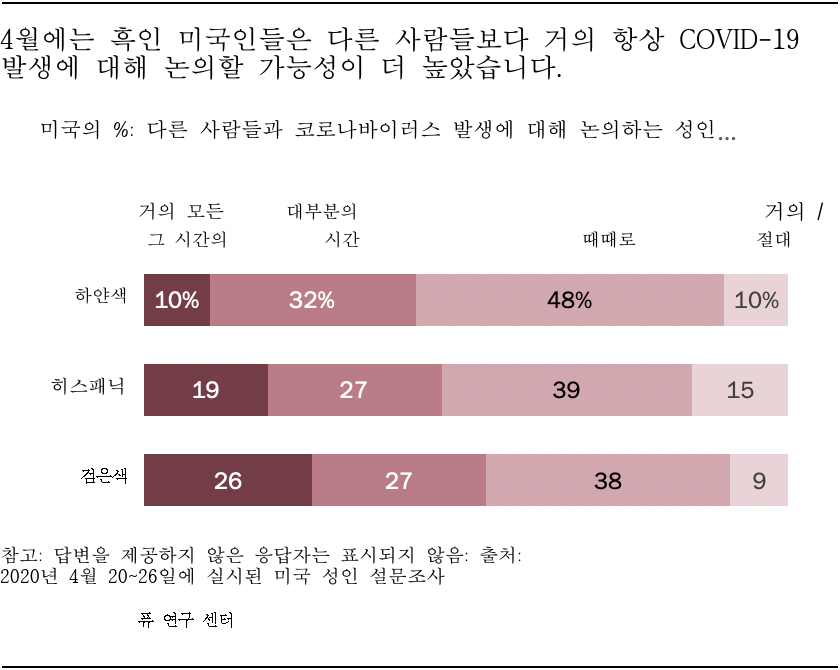 4월에는 흑인 미국인들은 다른 사람들보다 거의 항상 COVID-19
발생에 대해 논의할 가능성이 더 높았습니다.
미국의 %: 다른 사람들과 코로나바이러스 발생에 대해 논의하는 성인...
거의 모든 대부분의 거의 /
그 시간의 시간 때때로 절대
하얀색 10% 32% 48% 10%
히스패닉 19 27 39 15
검은색 26 27 38 9
참고: 답변을 제공하지 않은 응답자는 표시되지 않음: 출처:
2020년 4월 20~26일에 실시된 미국 성인 설문조사
퓨 연구 센터